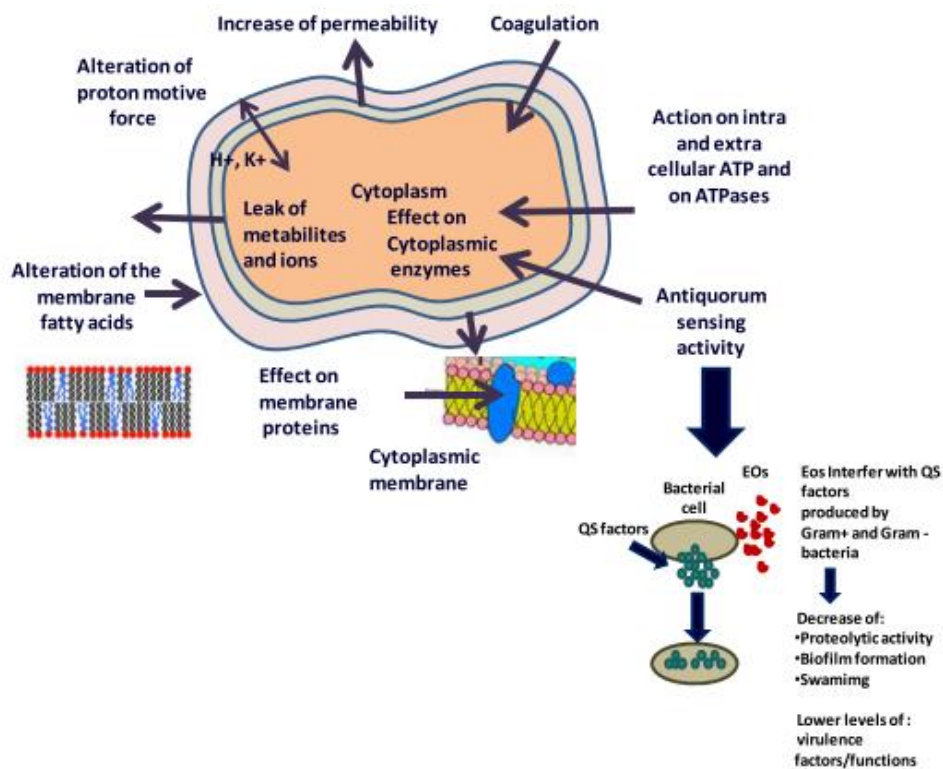 Increase of permeability
Coagulation
Alteration of
proton motive
force
H+, K+
Action on intra
and extra
cellular ATP and
on ATPases
Cytoplasm
Leak of
metabilites
and ions
Effect on
Cytoplasmic
enzymes
Alteration of the
membrane
fatty acids
Antiquorum
sensing
activity
Effect on
membrane
proteins
Cytoplasmic
membrane
EOs
Bacterial
cell
QS factors
Eos Interfer with QS
factors
produced by
Gram+ and Gram -
bacteria
Decrease of:
•Proteolytic activity
•Biofilm formation
•Swamimg
Lower levels of :
virulence
factors/functions